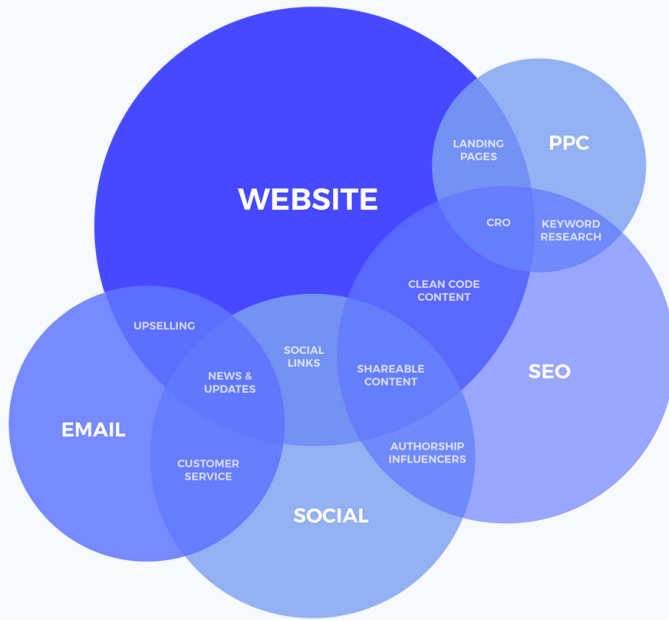 LANDING
PAGES
PPC
WEBSITE
CRO
KEYWORD
RESEARCH
CLEAN CODE
CONTENT
UPSELLING
SOCIAL
LINKS
NEWS &
UPDATES
SHAREABLE
CONTENT
SEO
EMAIL
AUTHORSHIP
INFLUENCERS
CUSTOMER
SERVICE
SOCIAL